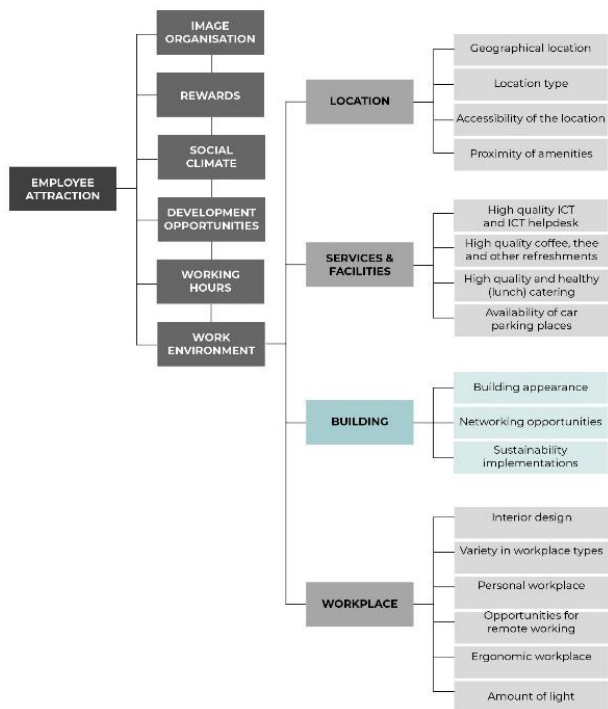 EMPLOYEE
ATTRACTION
IMAGE
ORGANISATION
REWARDS
SOCIAL
CLIMATE
DEVELOPMENT
OPPORTUNITIES
WORKING
HOURS
WORK
ENVIRONMENT
LOCATION
Geographical location
Location type
Accessibility of the location
Proximity of amenities
SERVICES &
FACILITIES
High quality ICT
and ICT helpdesk
High quality coffee, thee
and other refreshments
High quality and healthy
(lunch) catering
Availability of car
parking places
BUILDING
Building appearance
Networking opportunities
Sustainability
implementations
WORKPLACE
Interior design
Variety in workplace types
Personal workplace
Opportunities for
remote working
Ergonomic workplace
Amount of light